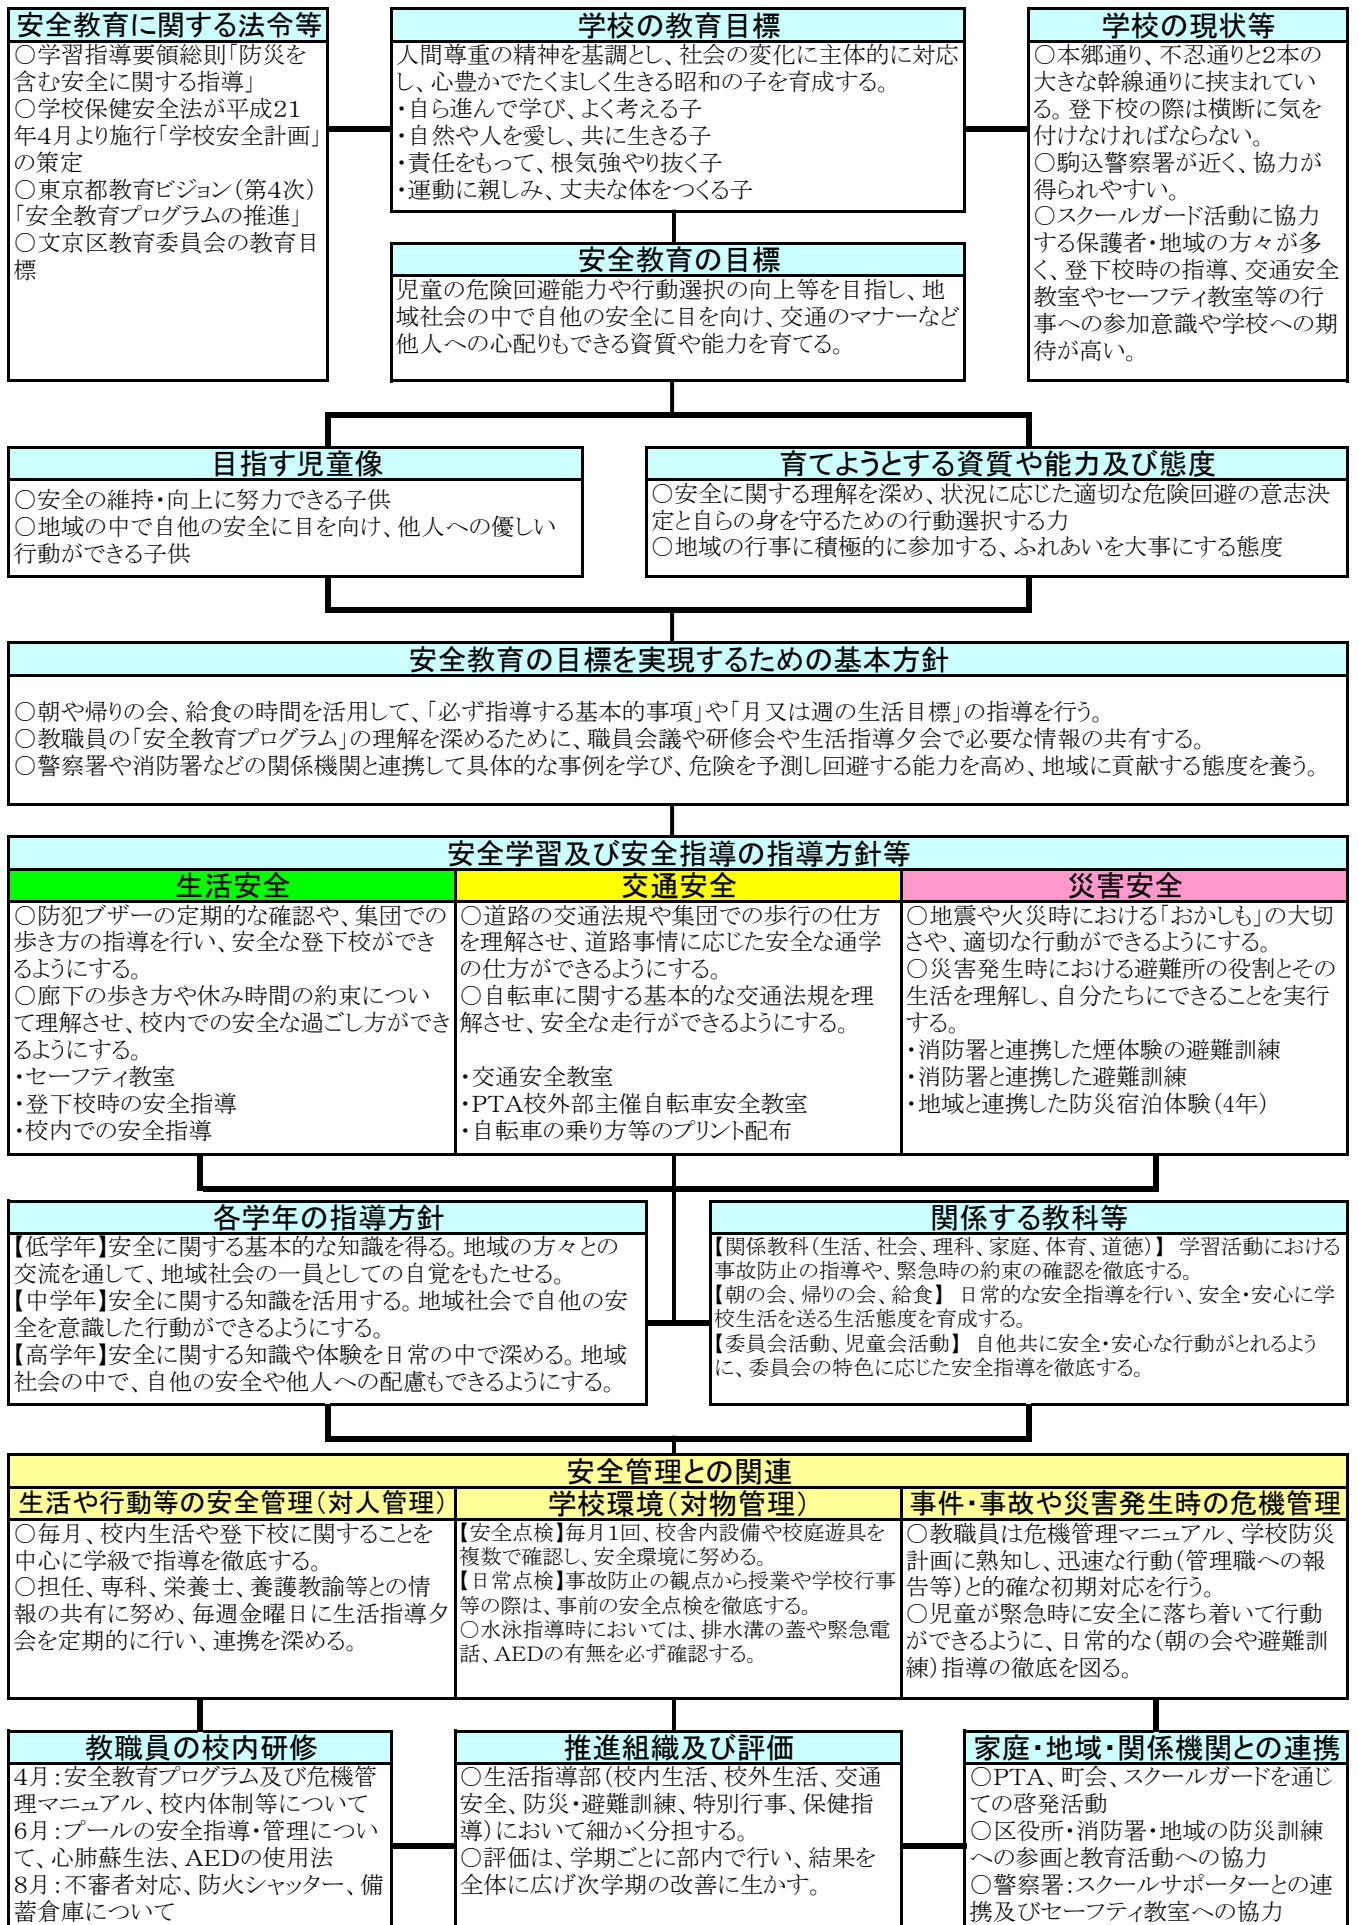 安全教育に関する法令等
○学習指導要領総則「防災を
含む安全に関する指導」
○学校保健安全法が平成21
年4月より施行「学校安全計画」
の策定
○東京都教育ビジョン（第4次）
「安全教育プログラムの推進」
○文京区教育委員会の教育目
標
学校の教育目標
人間尊重の精神を基調とし、社会の変化に主体的に対応
し、心豊かでたくましく生きる昭和の子を育成する。
・自ら進んで学び、よく考える子
・自然や人を愛し、共に生きる子
・責任をもって、根気強やり抜く子
・運動に親しみ、丈夫な体をつくる子
学校の現状等
○本郷通り、不忍通りと2本の
大きな幹線通りに挟まれてい
る。登下校の際は横断に気を
付けなければならない。
○駒込警察署が近く、協力が
得られやすい。
○スクールガード活動に協力
する保護者・地域の方々が多
く、登下校時の指導、交通安全
教室やセーフティ教室等の行
事への参加意識や学校への期
待が高い。
安全教育の目標
児童の危険回避能力や行動選択の向上等を目指し、地
域社会の中で自他の安全に目を向け、交通のマナーなど
他人への心配りもできる資質や能力を育てる。
目指す児童像
○安全の維持・向上に努力できる子供
○地域の中で自他の安全に目を向け、他人への優しい
行動ができる子供
育てようとする資質や能力及び態度
○安全に関する理解を深め、状況に応じた適切な危険回避の意志決
定と自らの身を守るための行動選択する力
○地域の行事に積極的に参加する、ふれあいを大事にする態度
安全教育の目標を実現するための基本方針
○朝や帰りの会、給食の時間を活用して、「必ず指導する基本的事項」や「月又は週の生活目標」の指導を行う。
○教職員の「安全教育プログラム」の理解を深めるために、職員会議や研修会や生活指導夕会で必要な情報の共有する。
○警察署や消防署などの関係機関と連携して具体的な事例を学び、危険を予測し回避する能力を高め、地域に貢献する態度を養う。
安全学習及び安全指導の指導方針等
生活安全
○防犯ブザーの定期的な確認や、集団での
歩き方の指導を行い、安全な登下校ができ
るようにする。
○廊下の歩き方や休み時間の約束につい
て理解させ、校内での安全な過ごし方ができ
るようにする。
・セーフティ教室
・登下校時の安全指導
・校内での安全指導
交通安全
○道路の交通法規や集団での歩行の仕方
を理解させ、道路事情に応じた安全な通学
の仕方ができるようにする。
○自転車に関する基本的な交通法規を理
解させ、安全な走行ができるようにする。
・交通安全教室
・PTA校外部主催自転車安全教室
・自転車の乗り方等のプリント配布
災害安全
○地震や火災時における「おかしも」の大切
さや、適切な行動ができるようにする。
○災害発生時における避難所の役割とその
生活を理解し、自分たちにできることを実行
する。
・消防署と連携した煙体験の避難訓練
・消防署と連携した避難訓練
・地域と連携した防災宿泊体験（4年）
各学年の指導方針
【低学年】安全に関する基本的な知識を得る。地域の方々との
交流を通して、地域社会の一員としての自覚をもたせる。
【中学年】安全に関する知識を活用する。地域社会で自他の安
全を意識した行動ができるようにする。
【高学年】安全に関する知識や体験を日常の中で深める。地域
社会の中で、自他の安全や他人への配慮もできるようにする。
関係する教科等
【関係教科（生活、社会、理科、家庭、体育、道徳）】　学習活動における
事故防止の指導や、緊急時の約束の確認を徹底する。
【朝の会、帰りの会、給食】　日常的な安全指導を行い、安全・安心に学
校生活を送る生活態度を育成する。
【委員会活動、児童会活動】　自他共に安全・安心な行動がとれるよう
に、委員会の特色に応じた安全指導を徹底する。
安全管理との関連
生活や行動等の安全管理（対人管理）
○毎月、校内生活や登下校に関することを
中心に学級で指導を徹底する。
○担任、専科、栄養士、養護教諭等との情
報の共有に努め、毎週金曜日に生活指導夕
会を定期的に行い、連携を深める。
学校環境（対物管理）
【安全点検】毎月1回、校舎内設備や校庭遊具を
複数で確認し、安全環境に努める。
【日常点検】事故防止の観点から授業や学校行事
等の際は、事前の安全点検を徹底する。
○水泳指導時においては、排水溝の蓋や緊急電
話、AEDの有無を必ず確認する。
事件・事故や災害発生時の危機管理
○教職員は危機管理マニュアル、学校防災
計画に熟知し、迅速な行動（管理職への報
告等）と的確な初期対応を行う。
○児童が緊急時に安全に落ち着いて行動
ができるように、日常的な（朝の会や避難訓
練）指導の徹底を図る。
教職員の校内研修
4月：安全教育プログラム及び危機管
理マニュアル、校内体制等について
6月：プールの安全指導・管理につい
て、心肺蘇生法、AEDの使用法
8月：不審者対応、防火シャッター、備
蓄倉庫について
推進組織及び評価
○生活指導部（校内生活、校外生活、交通
安全、防災・避難訓練、特別行事、保健指
導）において細かく分担する。
○評価は、学期ごとに部内で行い、結果を
全体に広げ次学期の改善に生かす。
家庭・地域・関係機関との連携
○PTA、町会、スクールガードを通じ
ての啓発活動
○区役所・消防署・地域の防災訓練
への参画と教育活動への協力
○警察署：スクールサポーターとの連
携及びセーフティ教室への協力